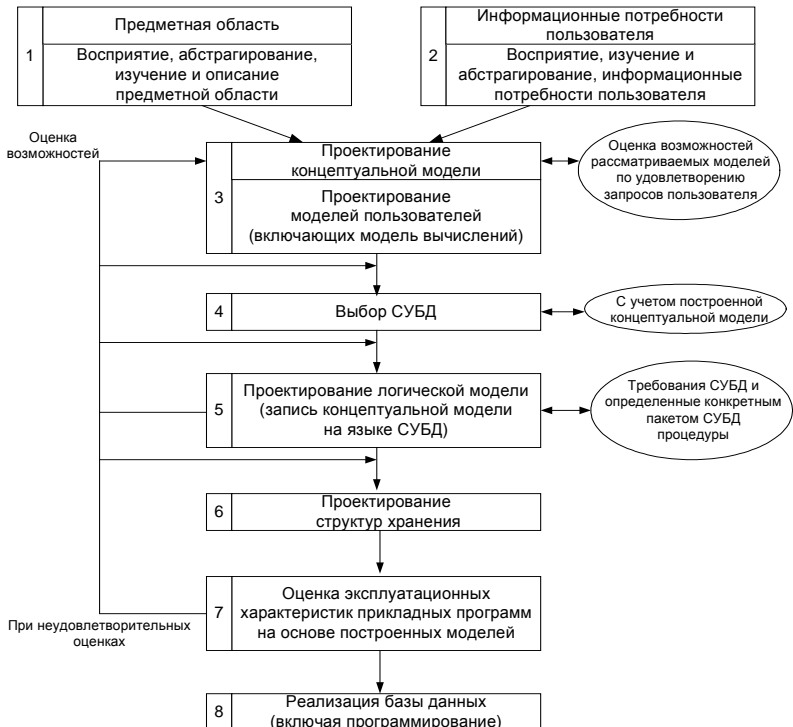 1
Предметная область
Восприятие, абстрагирование,
изучение и описание
предметной области
2
Информационные потребности
пользователя
Восприятие, изучение и
абстрагирование, информационные
потребности пользователя
Оценка
возможностей
3
Проектирование
концептуальной модели
Проектирование
моделей пользователей
(включающих модель вычислений)
Оценка возможностей
рассматриваемых моделей
по удовлетворению
запросов пользователя
4
Выбор СУБД
С учетом построенной
концептуальной модели
5
Проектирование логической модели
(запись концептуальной модели
на языке СУБД)
Требования СУБД и
определенные конкретным
пакетом СУБД
процедуры
6
Проектирование
структур хранения
7
Оценка эксплуатационных
характеристик прикладных программ
на основе построенных моделей
При неудовлетворительных
оценках
8
Реализация базы данных
(включая программирование)